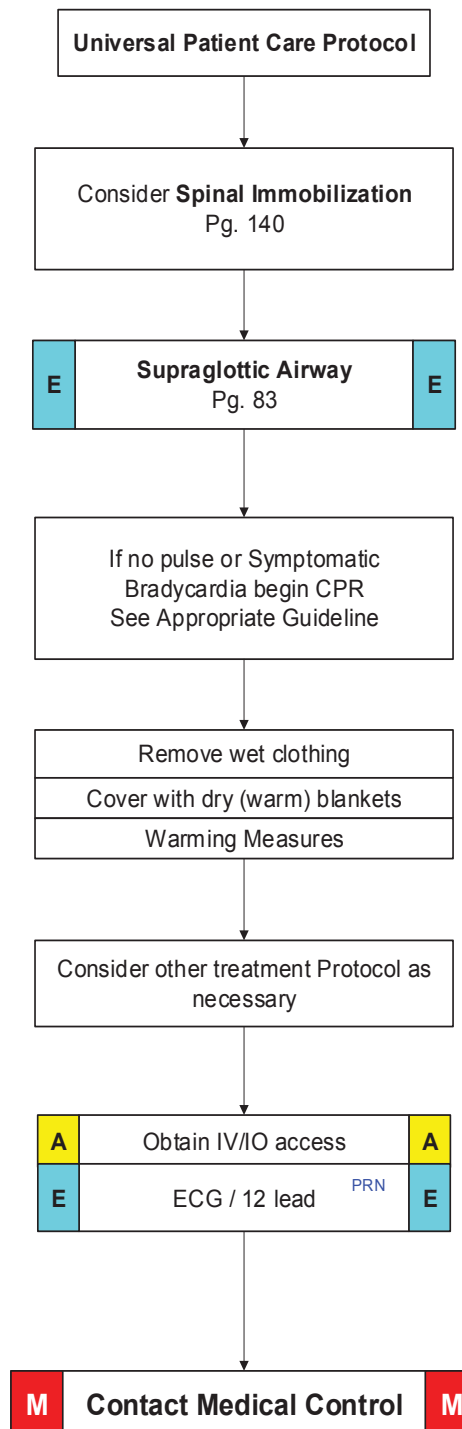 Universal Patient Care Protocol
Consider Spinal Immobilization
Pg. 140
E Supraglottic Airway E
Pg. 83
If no pulse or Symptomatic
Bradycardia begin CPR
See Appropriate Guideline
Remove wet clothing
Cover with dry (warm) blankets
Warming Measures
Consider other treatment Protocol as
necessary
A Obtain IV/IO access A
E ECG / 12 lead PRN E
M Contact Medical Control M